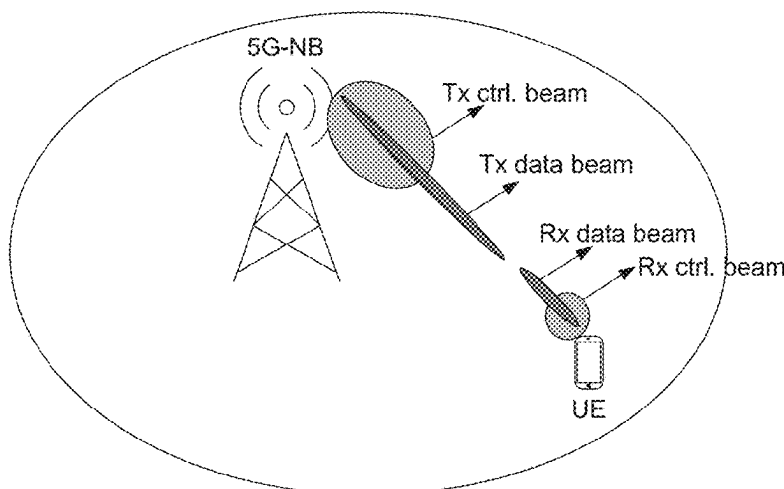 5G-NB
Tx ctrl. beam
Tx data beam
Rx data beam
Rx ctrl. beam
UE